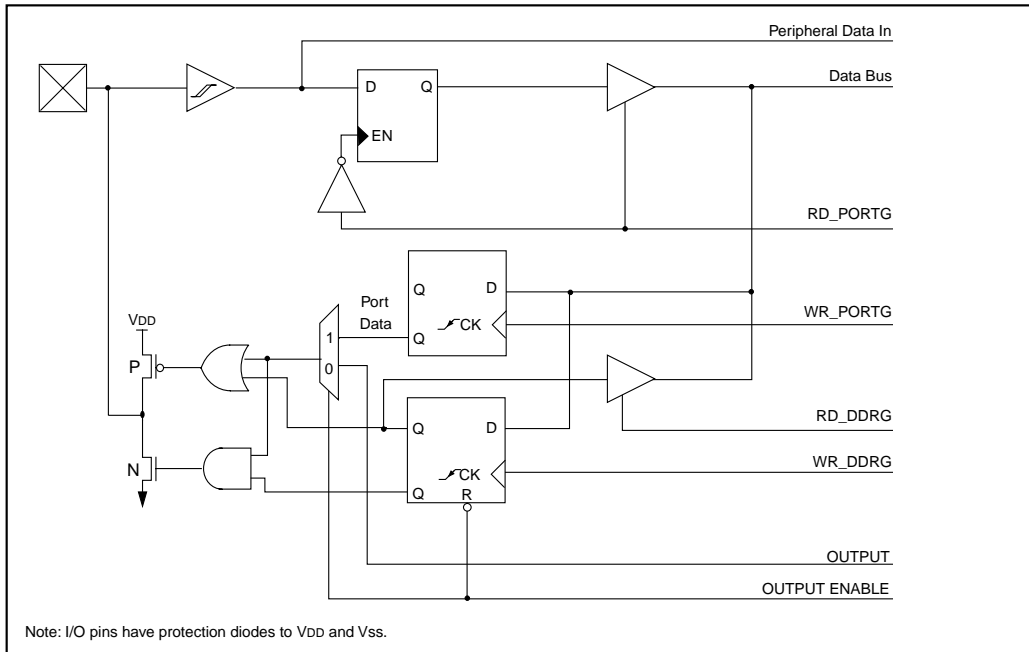 Peripheral Data In
Data Bus
D Q
EN
RD_PORTG
Port
Data
Q D
CK
Q
WR_PORTG
VDD
P
1
0
RD_DDRG
Q D
N
CK
Q
R
WR_DDRG
OUTPUT
OUTPUT ENABLE
Note: I/O pins have protection diodes to VDD and Vss.